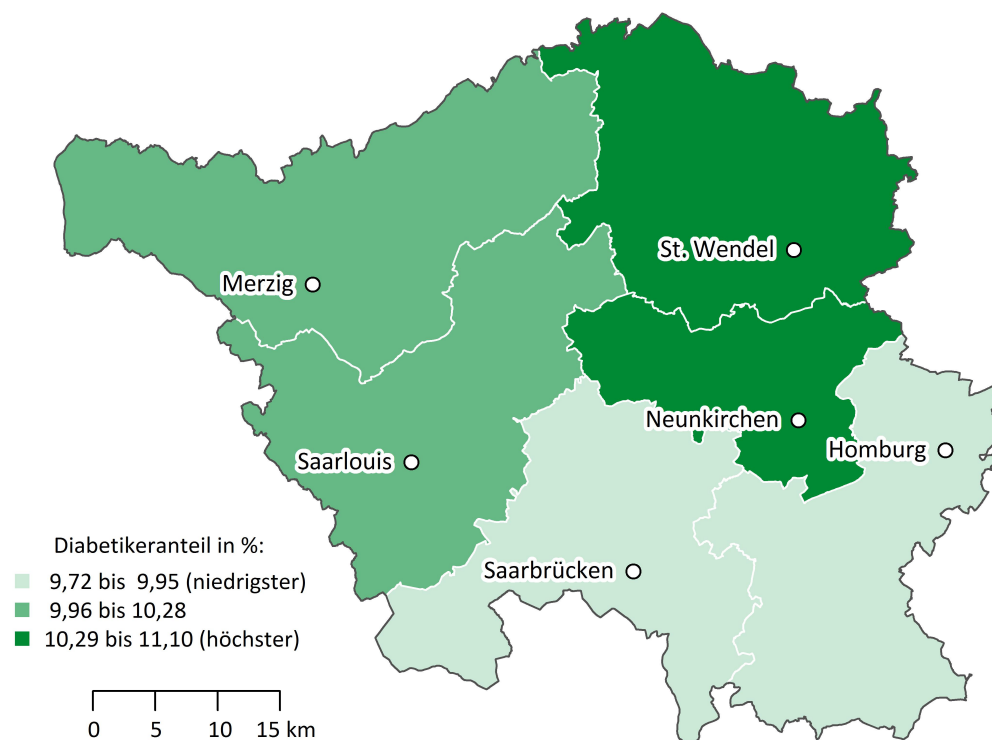 St. Wendel
Merzig
Neunkirchen
Homburg
Saarlouis
Saarbrücken
Diabetikeranteil in %:
9,72 bis 9,95 (niedrigster)
9,96 bis 10,28
10,29 bis 11,10 (höchster)
0 5 10 15 km